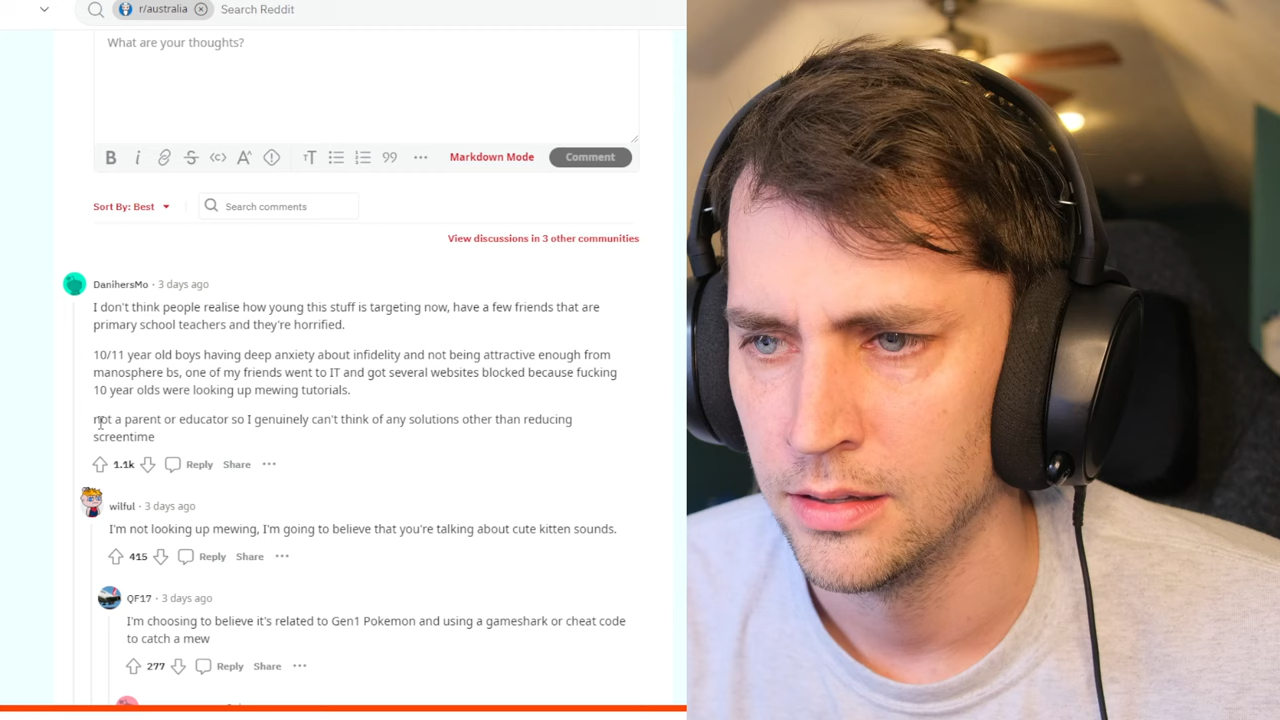 r/australia
Search Reddit
What are your thoughts?
B i <c> A^ TT 99 ... Markdown Mode Comment
Sort By: Best
Search comments
View discussions in 3 other communities
DanihersMo · 3 days ago
I don't think people realise how young this stuff is targeting now, have a few friends that are
primary school teachers and they're horrified.
10/11 year old boys having deep anxiety about infidelity and not being attractive enough from
manosphere bs, one of my friends went to IT and got several websites blocked because fucking
10 year olds were looking up mewing tutorials.
not a parent or educator so I genuinely can't think of any solutions other than reducing
screentime
1.1k Reply Share ...
wilful · 3 days ago
I'm not looking up mewing, I'm going to believe that you're talking about cute kitten sounds.
415 Reply Share ...
QF17 · 3 days ago
I'm choosing to believe it's related to Gen1 Pokemon and using a gameshark or cheat code
to catch a mew
277 Reply Share ...